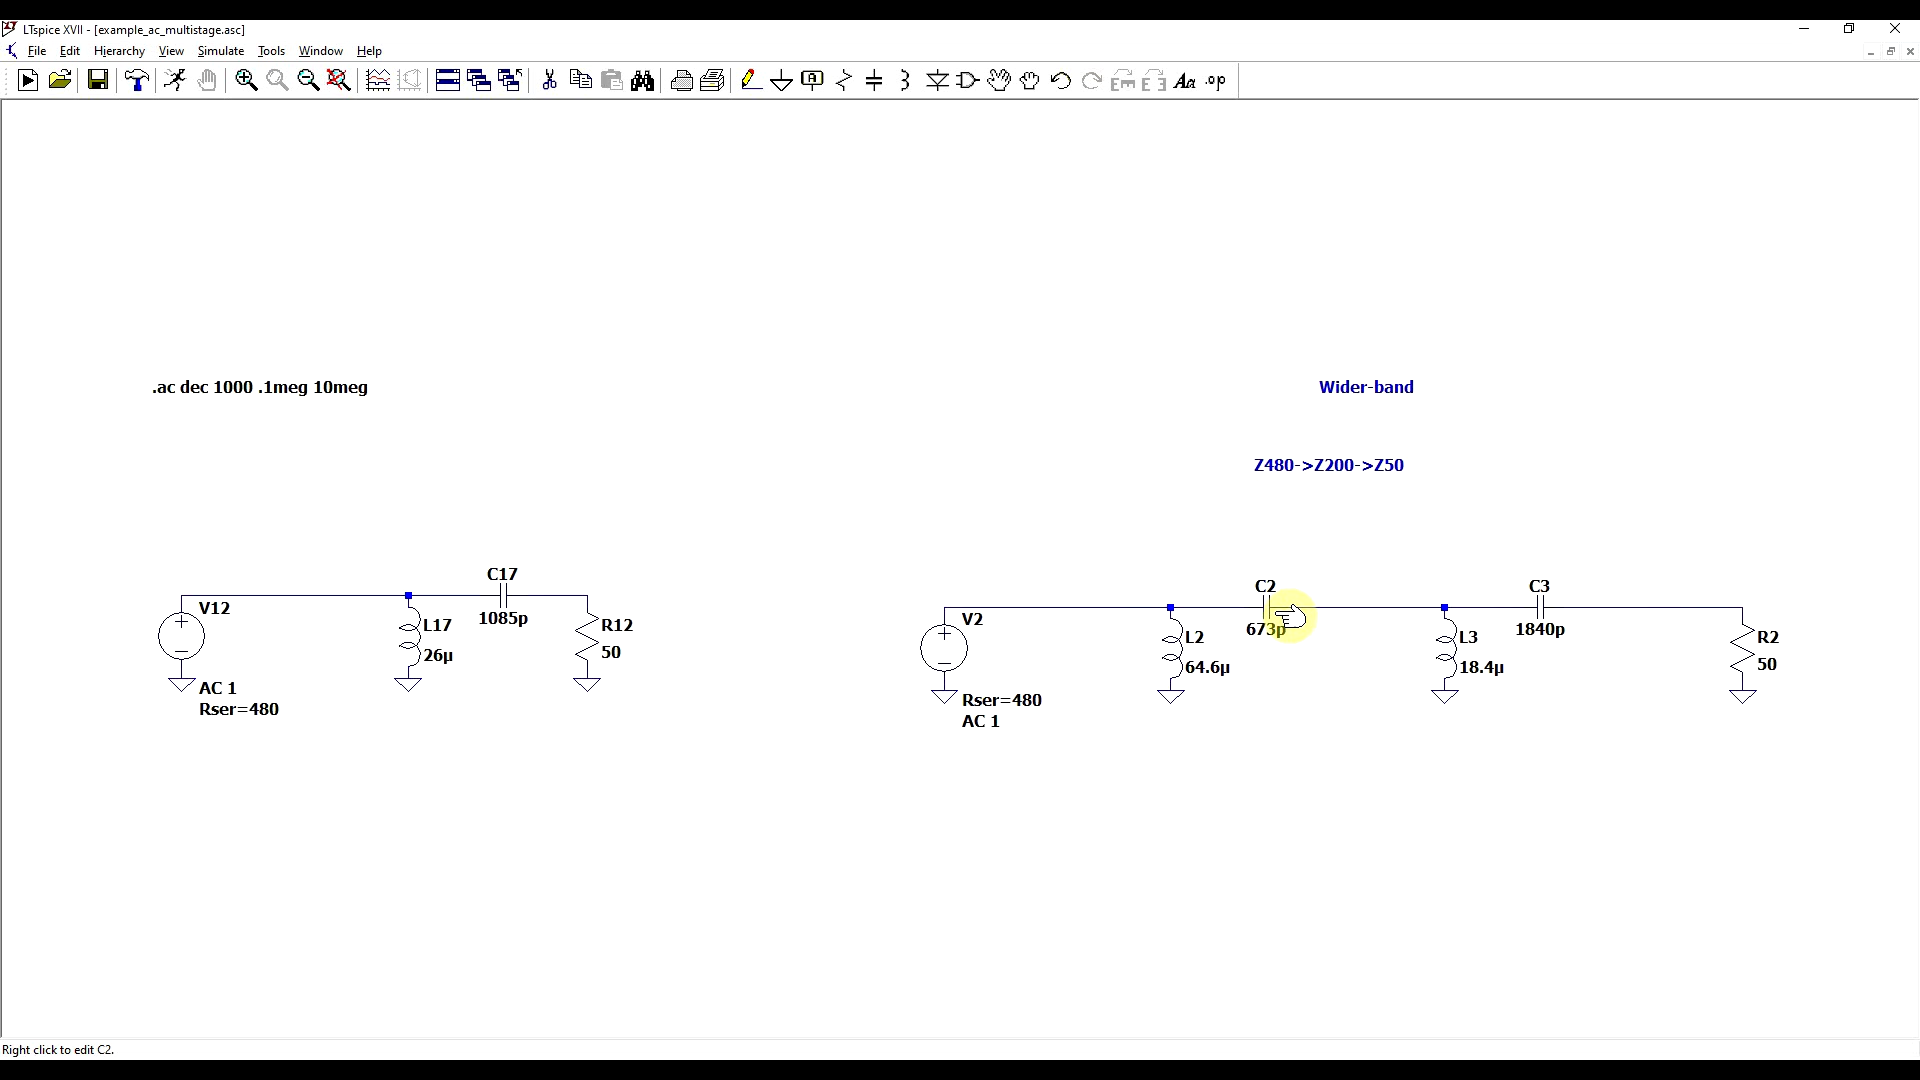 LTspice XVII - [example_ac_multistage.asc]
File Edit Hierarchy View Simulate Tools Window Help
.ac dec 1000 .1meg 10meg
Wider-band
Z480->Z200->Z50
C17
1085p
V12
AC 1
Rser=480
L17
26µ
R12
50
C2
673p
C3
1840p
V2
Rser=480
AC 1
L2
64.6µ
L3
18.4µ
R2
50
Right click to edit C2.